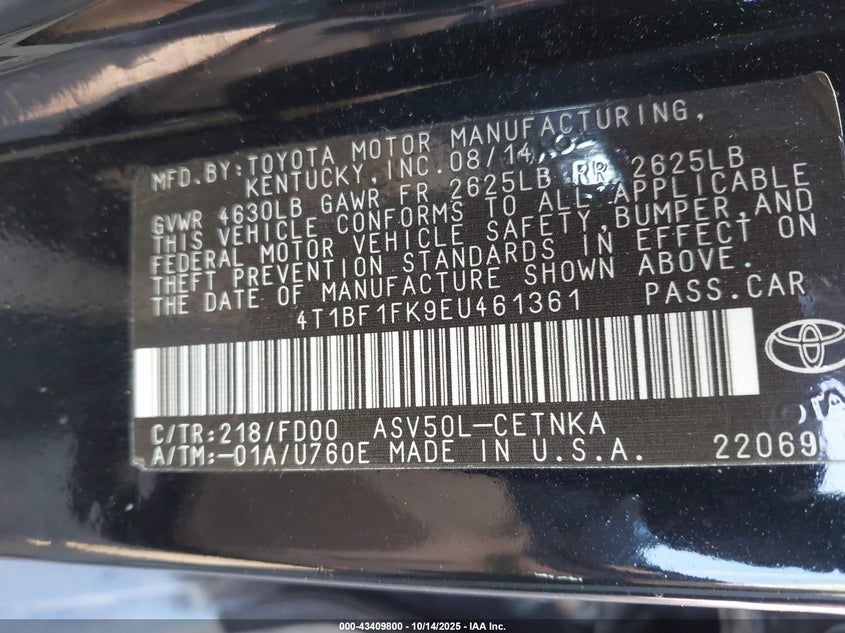 MFD.BY:TOYOTA MOTOR MANUFACTURING,
KENTUCKY,INC.08/14
GVWR 4630LB GAWR FR 2625LB RR 2625LB
THIS VEHICLE CONFORMS TO ALL APPLICABLE
FEDERAL MOTOR VEHICLE SAFETY,BUMPER,AND
THEFT PREVENTION STANDARDS IN EFFECT ON
THE DATE OF MANUFACTURE SHOWN ABOVE.
4T1BF1FK9EU461361 PASS.CAR
C/TR:218/FD00 ASV50L-CETNKA
A/TM:-01A/U760E MADE IN U.S.A. 22069
000-43409800 - 10/14/2025 - IAA Inc.